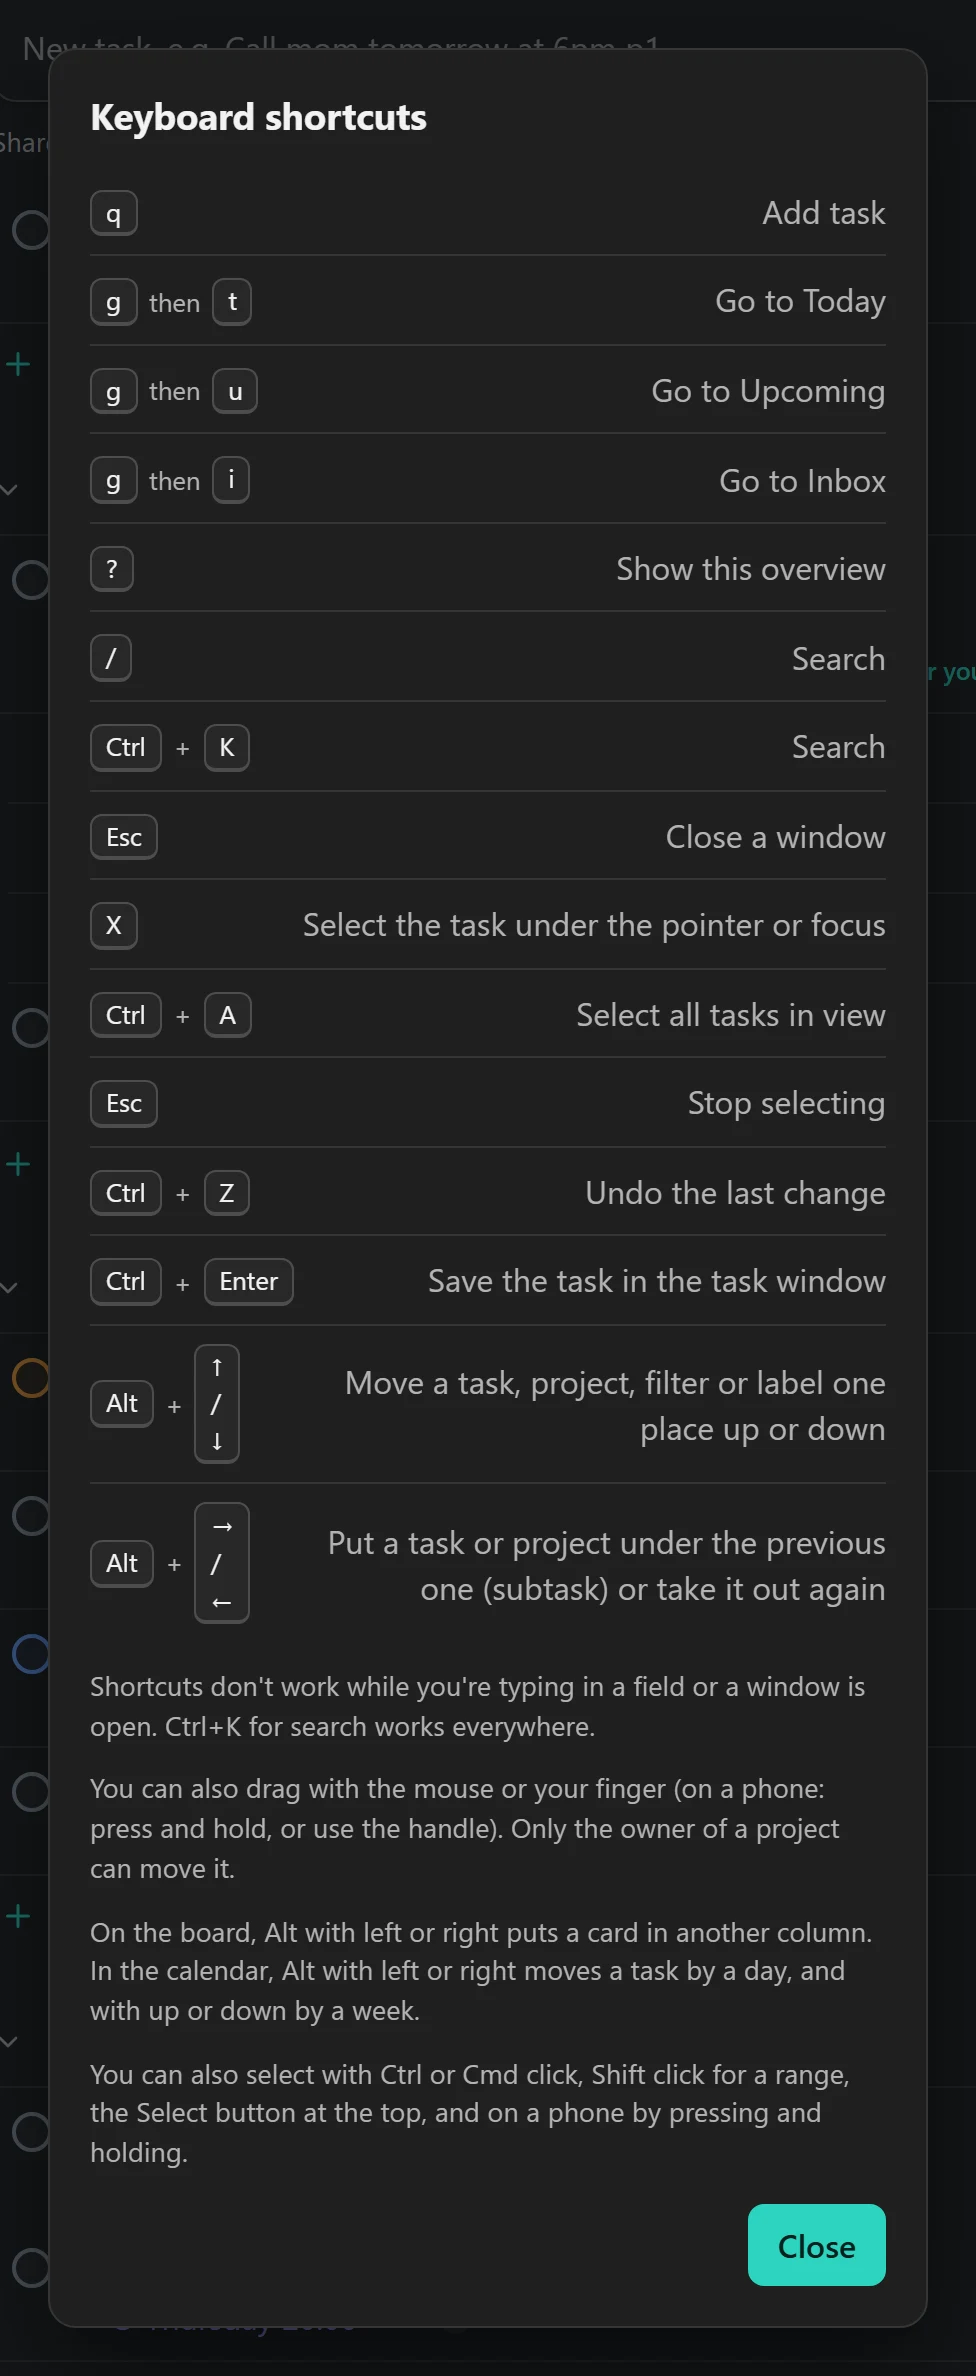 Keyboard shortcuts
q Add task
g then t Go to Today
g then u Go to Upcoming
g then i Go to Inbox
? Show this overview
/ Search
Ctrl + K Search
Esc Close a window
X Select the task under the pointer or focus
Ctrl + A Select all tasks in view
Esc Stop selecting
Ctrl + Z Undo the last change
Ctrl + Enter Save the task in the task window
Alt + ↑ / ↓ Move a task, project, filter or label one
place up or down
Alt + → / ← Put a task or project under the previous
one (subtask) or take it out again
Shortcuts don't work while you're typing in a field or a window is
open. Ctrl+K for search works everywhere.
You can also drag with the mouse or your finger (on a phone:
press and hold, or use the handle). Only the owner of a project
can move it.
On the board, Alt with left or right puts a card in another column.
In the calendar, Alt with left or right moves a task by a day, and
with up or down by a week.
You can also select with Ctrl or Cmd click, Shift click for a range,
the Select button at the top, and on a phone by pressing and
holding.
Close